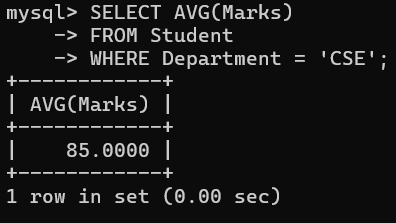 mysql> SELECT AVG(Marks)
    -> FROM Student
    -> WHERE Department = 'CSE';
+------------+
| AVG(Marks) |
+------------+
|    85.0000 |
+------------+
1 row in set (0.00 sec)